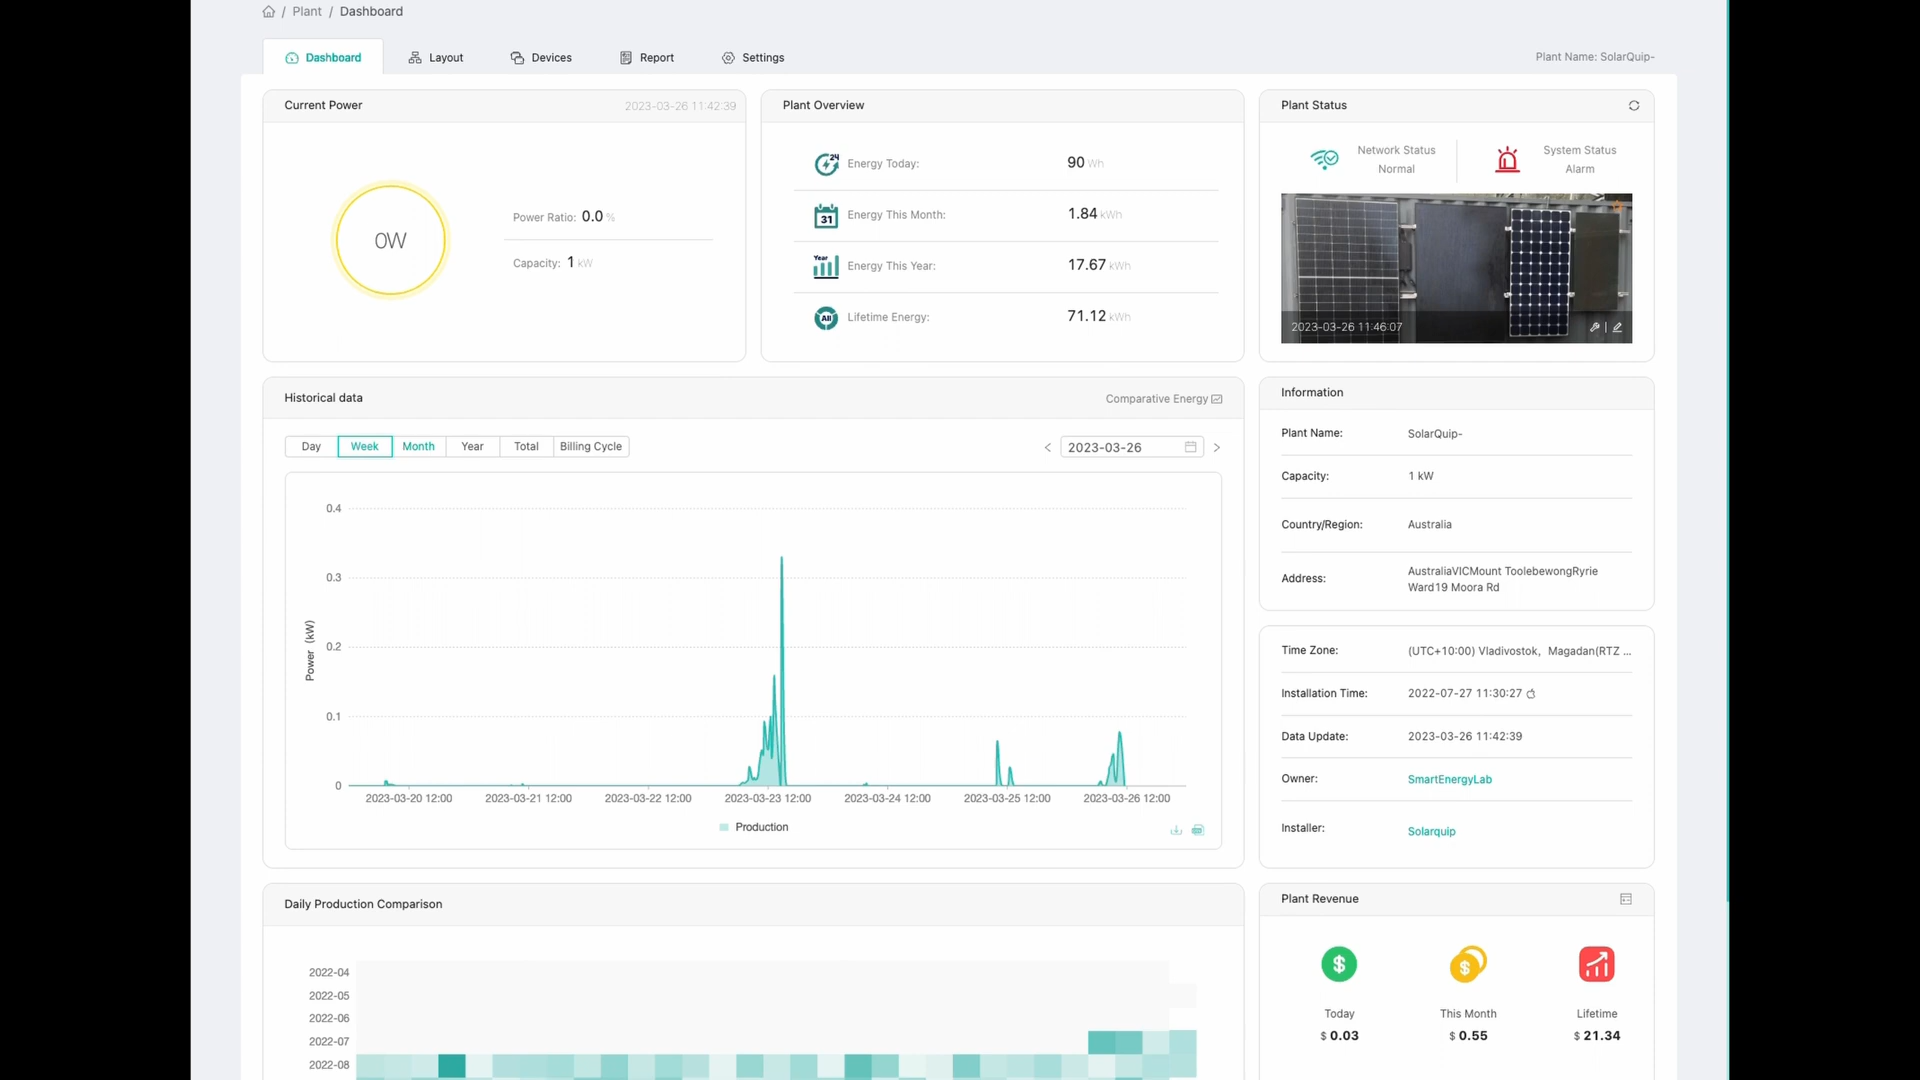 / Plant / Dashboard
Dashboard
Layout
Devices
Report
Settings
Plant Name: SolarQuip-
Current Power
2023-03-26 11:42:39
0W
Power Ratio: 0.0 %
Capacity: 1 kW
Plant Overview
24
Energy Today: 90 Wh
31
Energy This Month: 1.84 kWh
Year
Energy This Year: 17.67 kWh
All
Lifetime Energy: 71.12 kWh
Plant Status
Network Status
Normal
System Status
Alarm
2023-03-26 11:46:07
Historical data
Comparative Energy
Day
Week
Month
Year
Total
Billing Cycle
2023-03-26
Power (kW)
0.4
0.3
0.2
0.1
0
2023-03-20 12:00
2023-03-21 12:00
2023-03-22 12:00
2023-03-23 12:00
2023-03-24 12:00
2023-03-25 12:00
2023-03-26 12:00
Production
Information
Plant Name: SolarQuip-
Capacity: 1 kW
Country/Region: Australia
Address: AustraliaVICMount ToolebewongRyrie
Ward19 Moora Rd
Time Zone: (UTC+10:00) Vladivostok, Magadan(RTZ ...
Installation Time: 2022-07-27 11:30:27
Data Update: 2023-03-26 11:42:39
Owner: SmartEnergyLab
Installer: Solarquip
Daily Production Comparison
2022-04
2022-05
2022-06
2022-07
2022-08
Plant Revenue
$
$
Today
This Month
Lifetime
$ 0.03
$ 0.55
$ 21.34